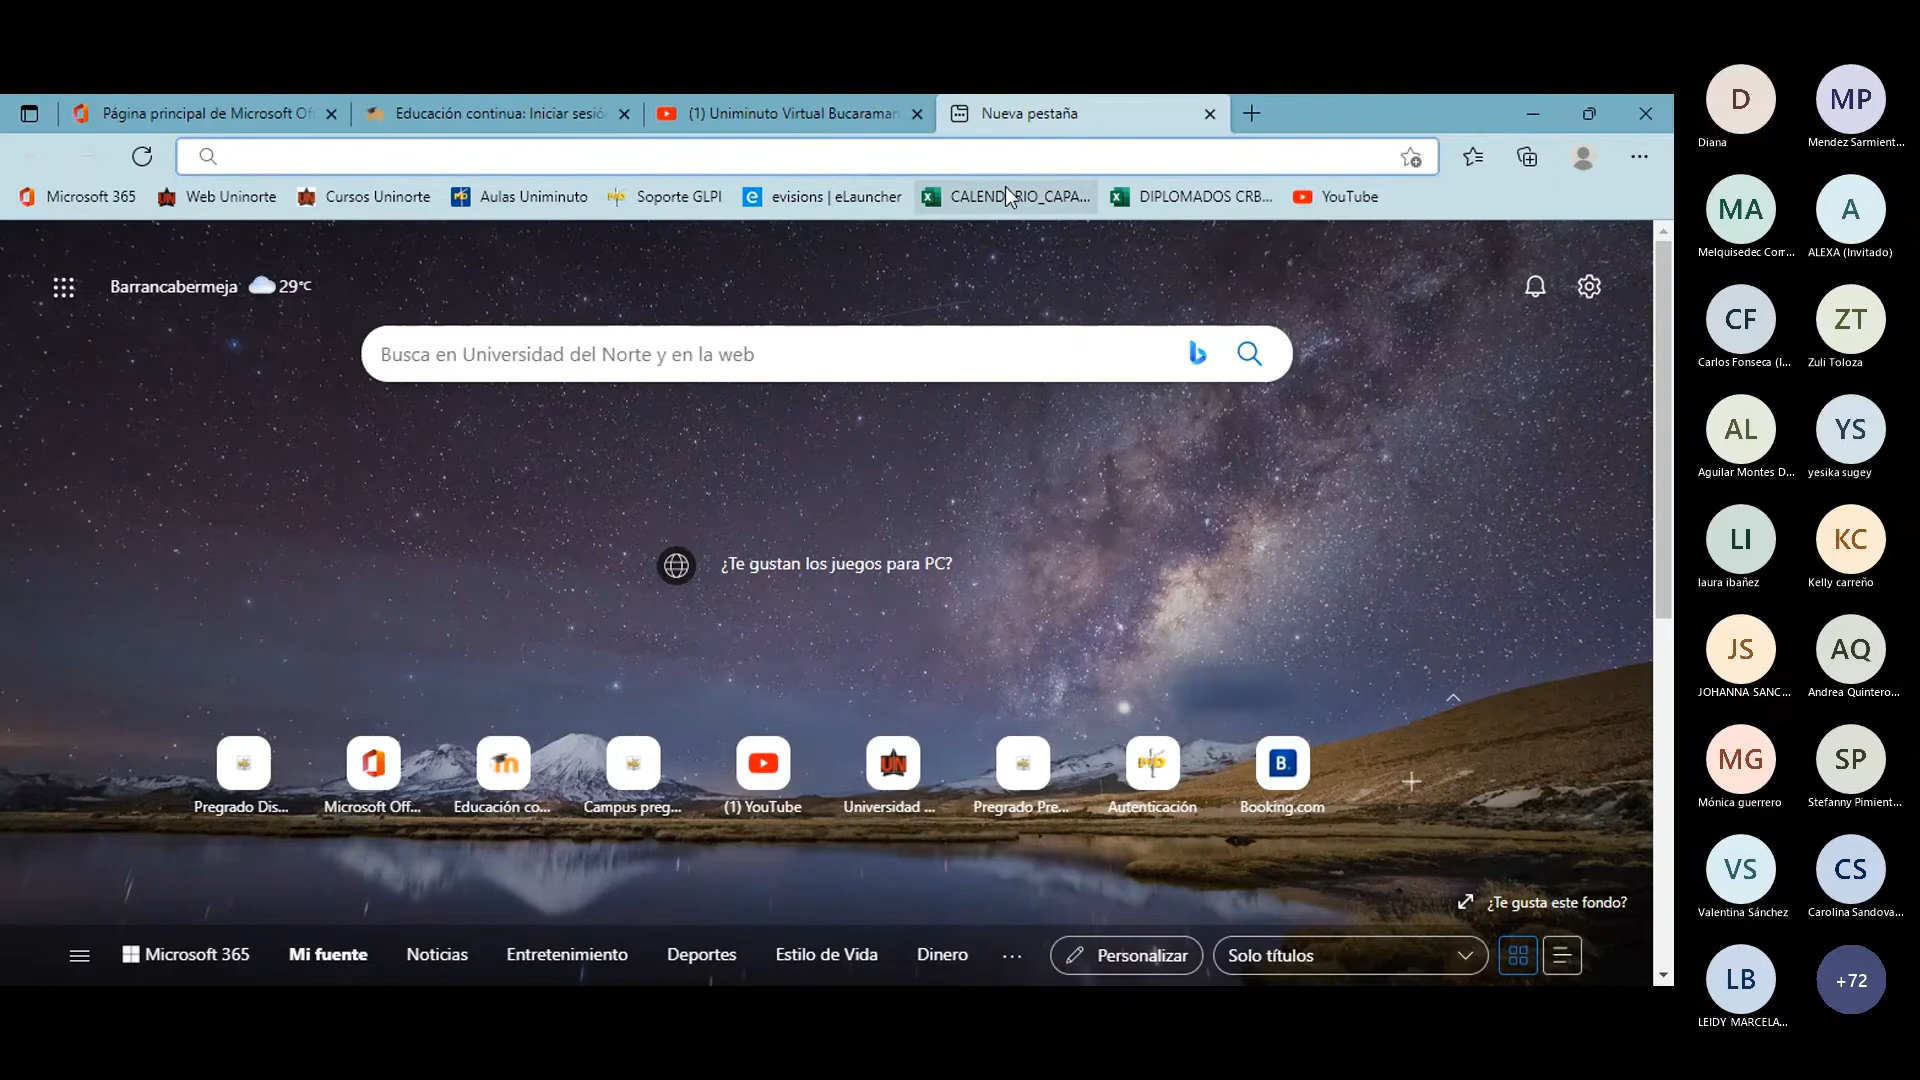 Página principal de Microsoft Of
Educación continua: Iniciar sesió
(1) Uniminuto Virtual Bucaraman
Nueva pestaña
Microsoft 365
Web Uninorte
Cursos Uninorte
Aulas Uniminuto
Soporte GLPI
evisions | eLauncher
CALENDARIO_CAPA...
DIPLOMADOS CRB...
YouTube
Barrancabermeja 29°C
Busca en Universidad del Norte y en la web
¿Te gustan los juegos para PC?
Pregrado Dis...
Microsoft Off...
Educación co...
Campus preg...
(1) YouTube
UN
Universidad ...
Pregrado Pre...
Autenticación
B.
Booking.com
¿Te gusta este fondo?
Microsoft 365
Mi fuente
Noticias
Entretenimiento
Deportes
Estilo de Vida
Dinero
...
Personalizar
Solo títulos
D
Diana
MP
Mendez Sarmient...
MA
Melquisedec Corr...
A
ALEXA (Invitado)
CF
Carlos Fonseca (I...
ZT
Zuli Toloza
AL
Aguilar Montes D...
YS
yesika sugey
LI
laura ibañez
KC
Kelly carreño
JS
JOHANNA SANC...
AQ
Andrea Quintero...
MG
Mónica guerrero
SP
Stefanny Pimient...
VS
Valentina Sánchez
CS
Carolina Sandova...
LB
LEIDY MARCELA...
+72